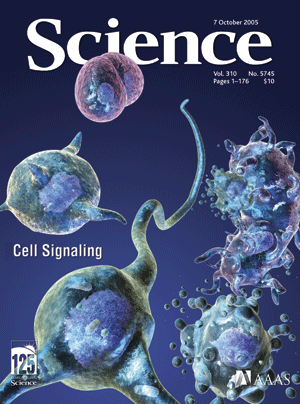 7 October 2005
Science
Vol. 310 No. 5745
Pages 1–176 $10
Cell Signaling
125
Science
AAAS